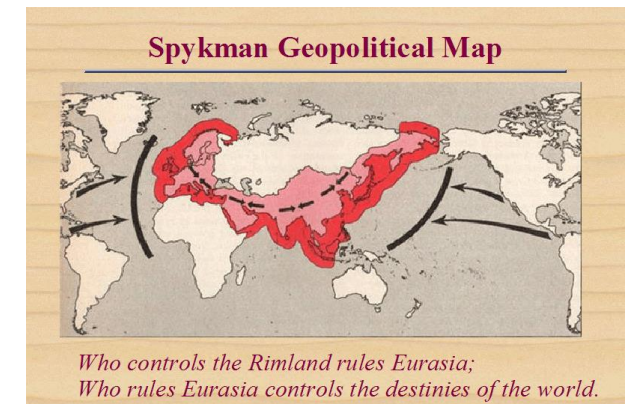 Spykman Geopolitical Map
Who controls the Rimland rules Eurasia;
Who rules Eurasia controls the destinies of the world.